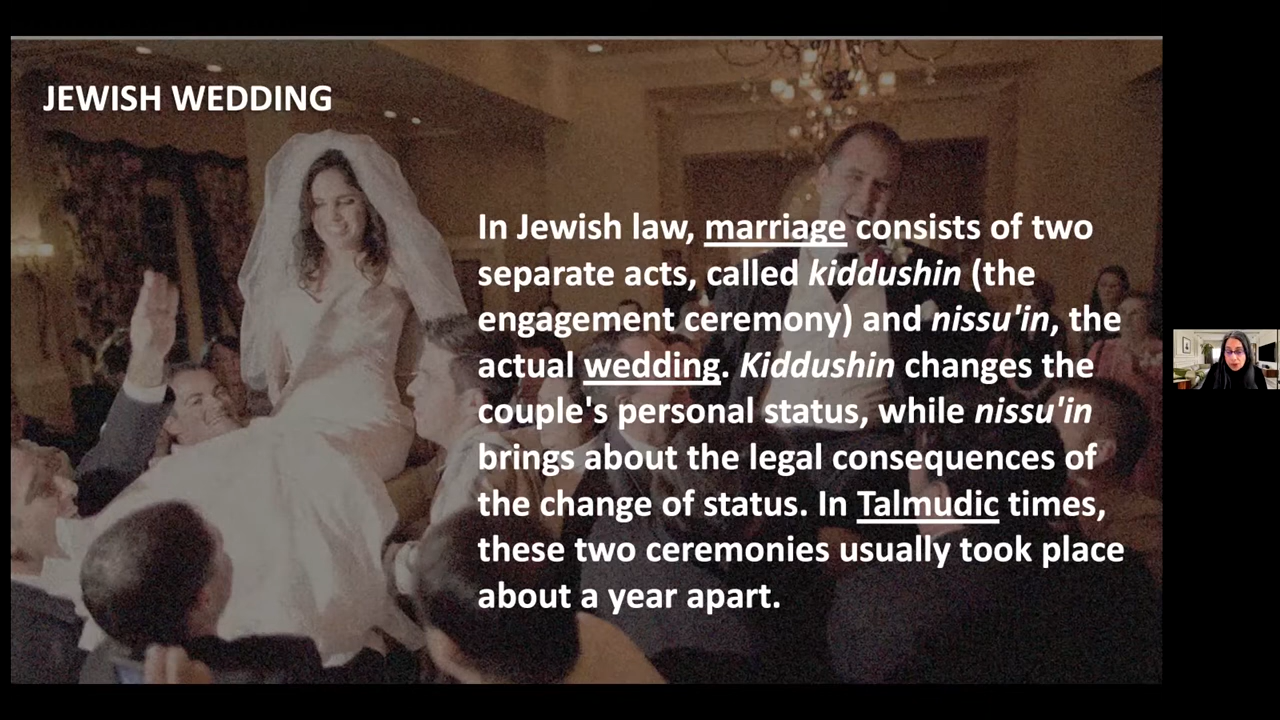 JEWISH WEDDING
In Jewish law, marriage consists of two
separate acts, called kiddushin (the
engagement ceremony) and nissu'in, the
actual wedding. Kiddushin changes the
couple's personal status, while nissu'in
brings about the legal consequences of
the change of status. In Talmudic times,
these two ceremonies usually took place
about a year apart.